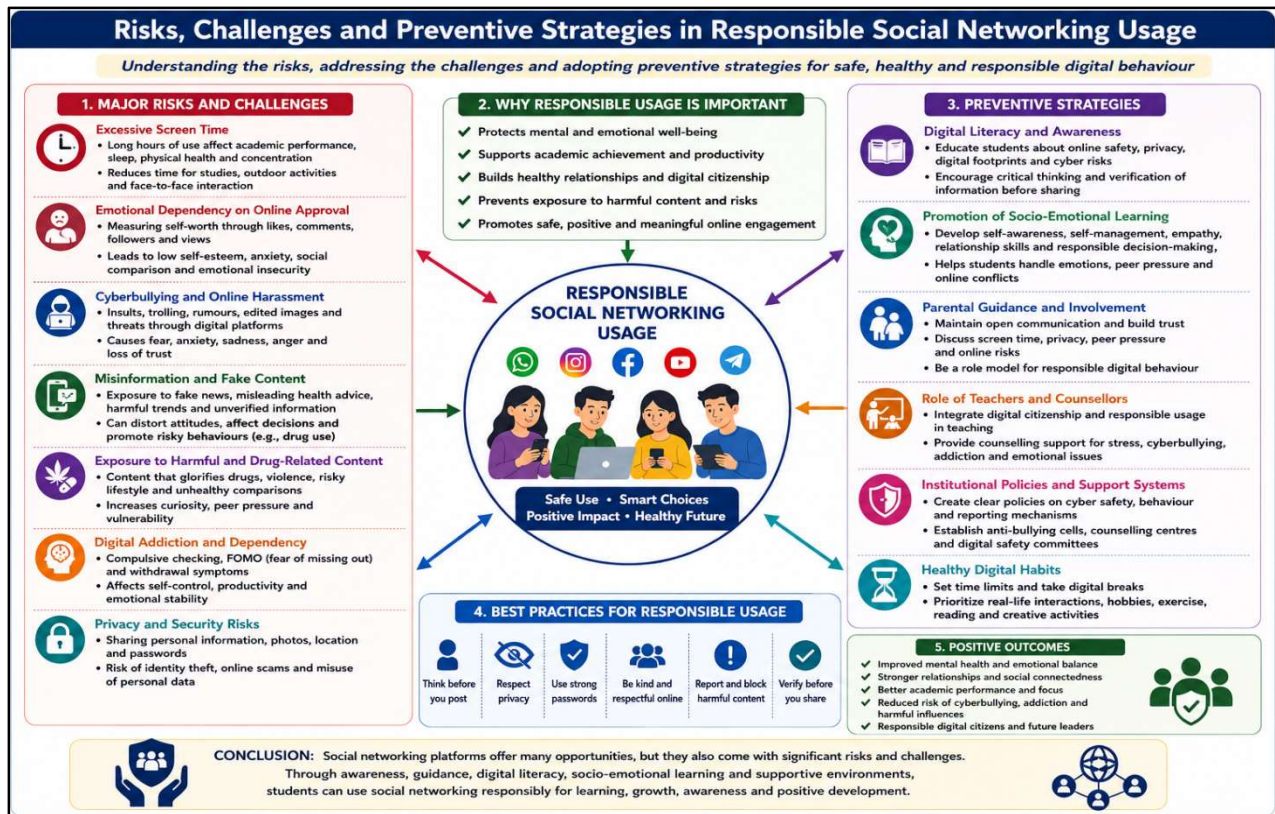 Risks, Challenges and Preventive Strategies in Responsible Social Networking Usage
Understanding the risks, addressing the challenges and adopting preventive strategies for safe, healthy and responsible digital behaviour
1. MAJOR RISKS AND CHALLENGES
Excessive Screen Time
• Long hours of use affect academic performance,
sleep, physical health and concentration
• Reduces time for studies, outdoor activities
and face-to-face interaction
Emotional Dependency on Online Approval
• Measuring self-worth through likes, comments,
followers and views
• Leads to low self-esteem, anxiety, social
comparison and emotional insecurity
Cyberbullying and Online Harassment
• Insults, trolling, rumours, edited images and
threats through digital platforms
• Causes fear, anxiety, sadness, anger and
loss of trust
Misinformation and Fake Content
• Exposure to fake news, misleading health advice,
harmful trends and unverified information
• Can distort attitudes, affect decisions and
promote risky behaviours (e.g., drug use)
Exposure to Harmful and Drug-Related Content
• Content that glorifies drugs, violence, risky
lifestyle and unhealthy comparisons
• Increases curiosity, peer pressure and
vulnerability
Digital Addiction and Dependency
• Compulsive checking, FOMO (fear of missing out)
and withdrawal symptoms
• Affects self-control, productivity and
emotional stability
Privacy and Security Risks
• Sharing personal information, photos, location
and passwords
• Risk of identity theft, online scams and misuse
of personal data
2. WHY RESPONSIBLE USAGE IS IMPORTANT
✓ Protects mental and emotional well-being
✓ Supports academic achievement and productivity
✓ Builds healthy relationships and digital citizenship
✓ Prevents exposure to harmful content and risks
✓ Promotes safe, positive and meaningful online engagement
RESPONSIBLE
SOCIAL NETWORKING
USAGE
Safe Use • Smart Choices
Positive Impact • Healthy Future
3. PREVENTIVE STRATEGIES
Digital Literacy and Awareness
• Educate students about online safety, privacy,
digital footprints and cyber risks
• Encourage critical thinking and verification of
information before sharing
Promotion of Socio-Emotional Learning
• Develop self-awareness, self-management, empathy,
relationship skills and responsible decision-making,
• Helps students handle emotions, peer pressure and
online conflicts
Parental Guidance and Involvement
• Maintain open communication and build trust
• Discuss screen time, privacy, peer pressure
and online risks
• Be a role model for responsible digital behaviour
Role of Teachers and Counsellors
• Integrate digital citizenship and responsible usage
in teaching
• Provide counselling support for stress, cyberbullying,
addiction and emotional issues
Institutional Policies and Support Systems
• Create clear policies on cyber safety, behaviour
and reporting mechanisms
• Establish anti-bullying cells, counselling centres
and digital safety committees
Healthy Digital Habits
• Set time limits and take digital breaks
• Prioritize real-life interactions, hobbies, exercise,
reading and creative activities
4. BEST PRACTICES FOR RESPONSIBLE USAGE
Think before
you post
Respect
privacy
Use strong
passwords
Be kind and
respectful online
Report and block
harmful content
Verify before
you share
5. POSITIVE OUTCOMES
✓ Improved mental health and emotional balance
✓ Stronger relationships and social connectedness
✓ Better academic performance and focus
✓ Reduced risk of cyberbullying, addiction and
harmful influences
✓ Responsible digital citizens and future leaders
CONCLUSION: Social networking platforms offer many opportunities, but they also come with significant risks and challenges.
Through awareness, guidance, digital literacy, socio-emotional learning and supportive environments,
students can use social networking responsibly for learning, growth, awareness and positive development.